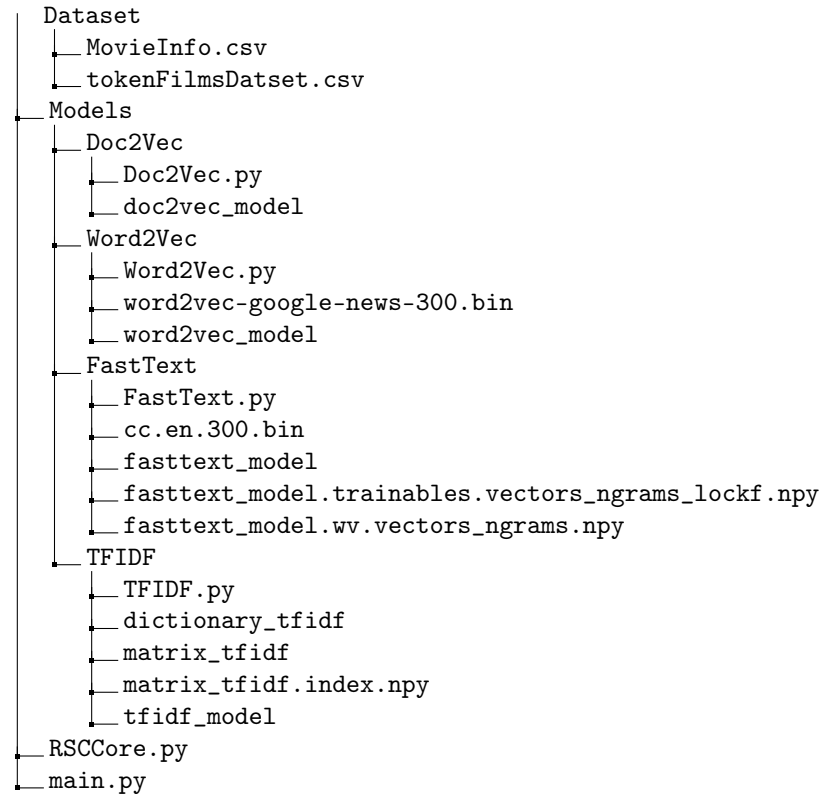 Dataset
MovieInfo.csv
tokenFilmsDatset.csv
Models
Doc2Vec
Doc2Vec.py
doc2vec_model
Word2Vec
Word2Vec.py
word2vec-google-news-300.bin
word2vec_model
FastText
FastText.py
cc.en.300.bin
fasttext_model
fasttext_model.trainables.vectors_ngrams_lockf.npy
fasttext_model.wv.vectors_ngrams.npy
TFIDF
TFIDF.py
dictionary_tfidf
matrix_tfidf
matrix_tfidf.index.npy
tfidf_model
RSCCore.py
main.py